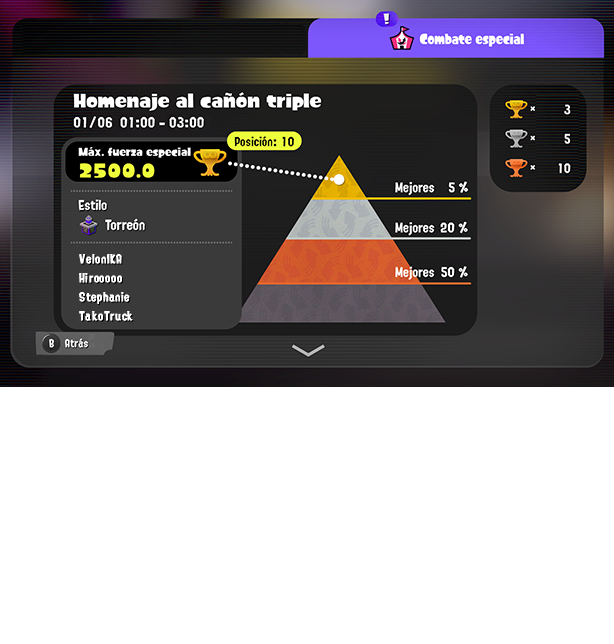 !
Combate especial
Homenaje al cañón triple
01/06 01:00 - 03:00
Posición: 10
Máx. fuerza especial
2500.0
Estilo
Torreón
VelonIKA
Hirooooo
Stephanie
TakoTruck
Mejores 5 %
Mejores 20 %
Mejores 50 %
× 3
× 5
× 10
B Atrás